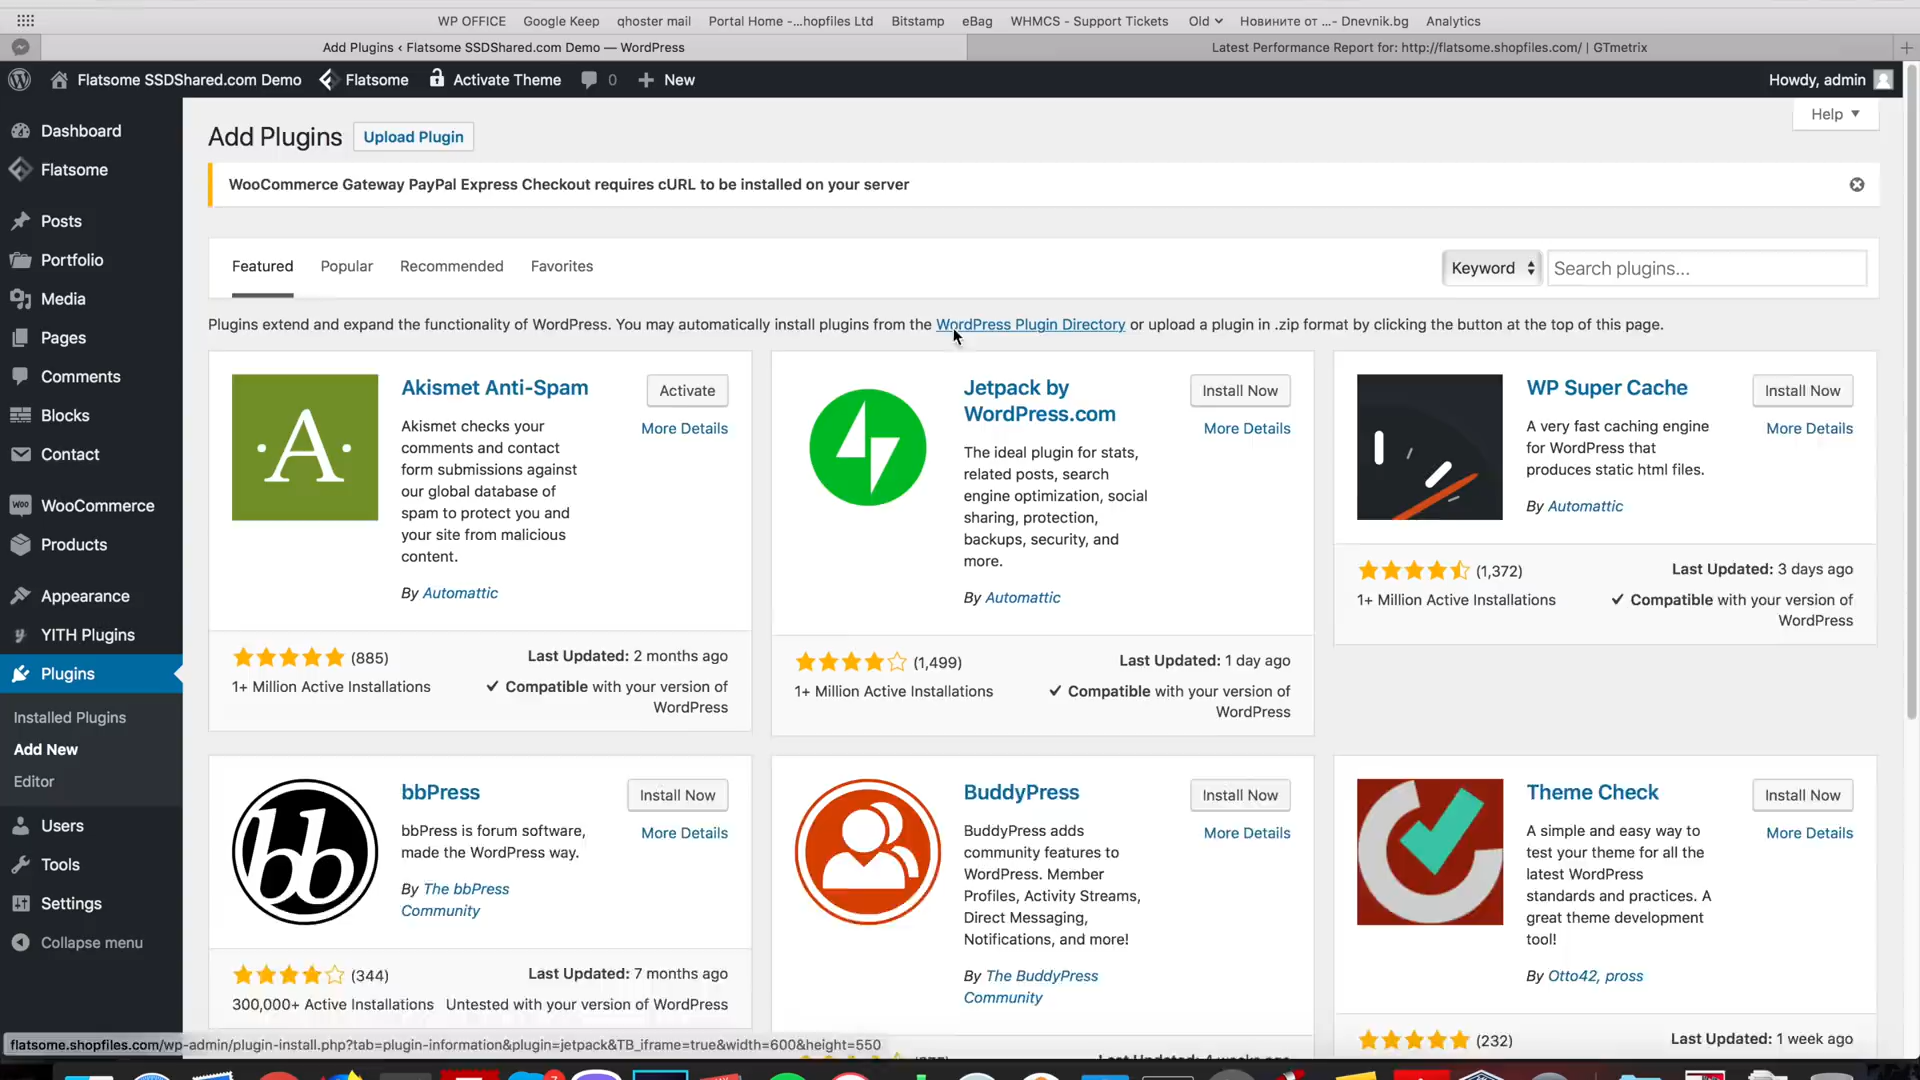 WP OFFICE Google Keep qhoster mail Portal Home -...hopfiles Ltd Bitstamp eBag WHMCS - Support Tickets Old Новините от ...- Dnevnik.bg Analytics
Add Plugins ‹ Flatsome SSDShared.com Demo — WordPress
Latest Performance Report for: http://flatsome.shopfiles.com/ | GTmetrix
Flatsome SSDShared.com Demo Flatsome Activate Theme 0 New
Howdy, admin
Dashboard
Flatsome
Posts
Portfolio
Media
Pages
Comments
Blocks
Contact
WooCommerce
Products
Appearance
YITH Plugins
Plugins
Installed Plugins
Add New
Editor
Users
Tools
Settings
Collapse menu
Help
Add Plugins Upload Plugin
WooCommerce Gateway PayPal Express Checkout requires cURL to be installed on your server
Featured Popular Recommended Favorites
Keyword Search plugins...
Plugins extend and expand the functionality of WordPress. You may automatically install plugins from the WordPress Plugin Directory or upload a plugin in .zip format by clicking the button at the top of this page.
A
Akismet Anti-Spam
Activate
More Details
Akismet checks your
comments and contact
form submissions against
our global database of
spam to protect you and
your site from malicious
content.
By Automattic
(885)
Last Updated: 2 months ago
1+ Million Active Installations
Compatible with your version of
WordPress
Jetpack by
WordPress.com
Install Now
More Details
The ideal plugin for stats,
related posts, search
engine optimization, social
sharing, protection,
backups, security, and
more.
By Automattic
(1,499)
Last Updated: 1 day ago
1+ Million Active Installations
Compatible with your version of
WordPress
WP Super Cache
Install Now
More Details
A very fast caching engine
for WordPress that
produces static html files.
By Automattic
(1,372)
Last Updated: 3 days ago
1+ Million Active Installations
Compatible with your version of
WordPress
bb
bbPress
Install Now
More Details
bbPress is forum software,
made the WordPress way.
By The bbPress
Community
(344)
Last Updated: 7 months ago
300,000+ Active Installations
Untested with your version of WordPress
BuddyPress
Install Now
More Details
BuddyPress adds
community features to
WordPress. Member
Profiles, Activity Streams,
Direct Messaging,
Notifications, and more!
By The BuddyPress
Community
Theme Check
Install Now
More Details
A simple and easy way to
test your theme for all the
latest WordPress
standards and practices. A
great theme development
tool!
By Otto42, pross
(232)
Last Updated: 1 week ago
flatsome.shopfiles.com/wp-admin/plugin-install.php?tab=plugin-information&plugin=jetpack&TB_iframe=true&width=600&height=550